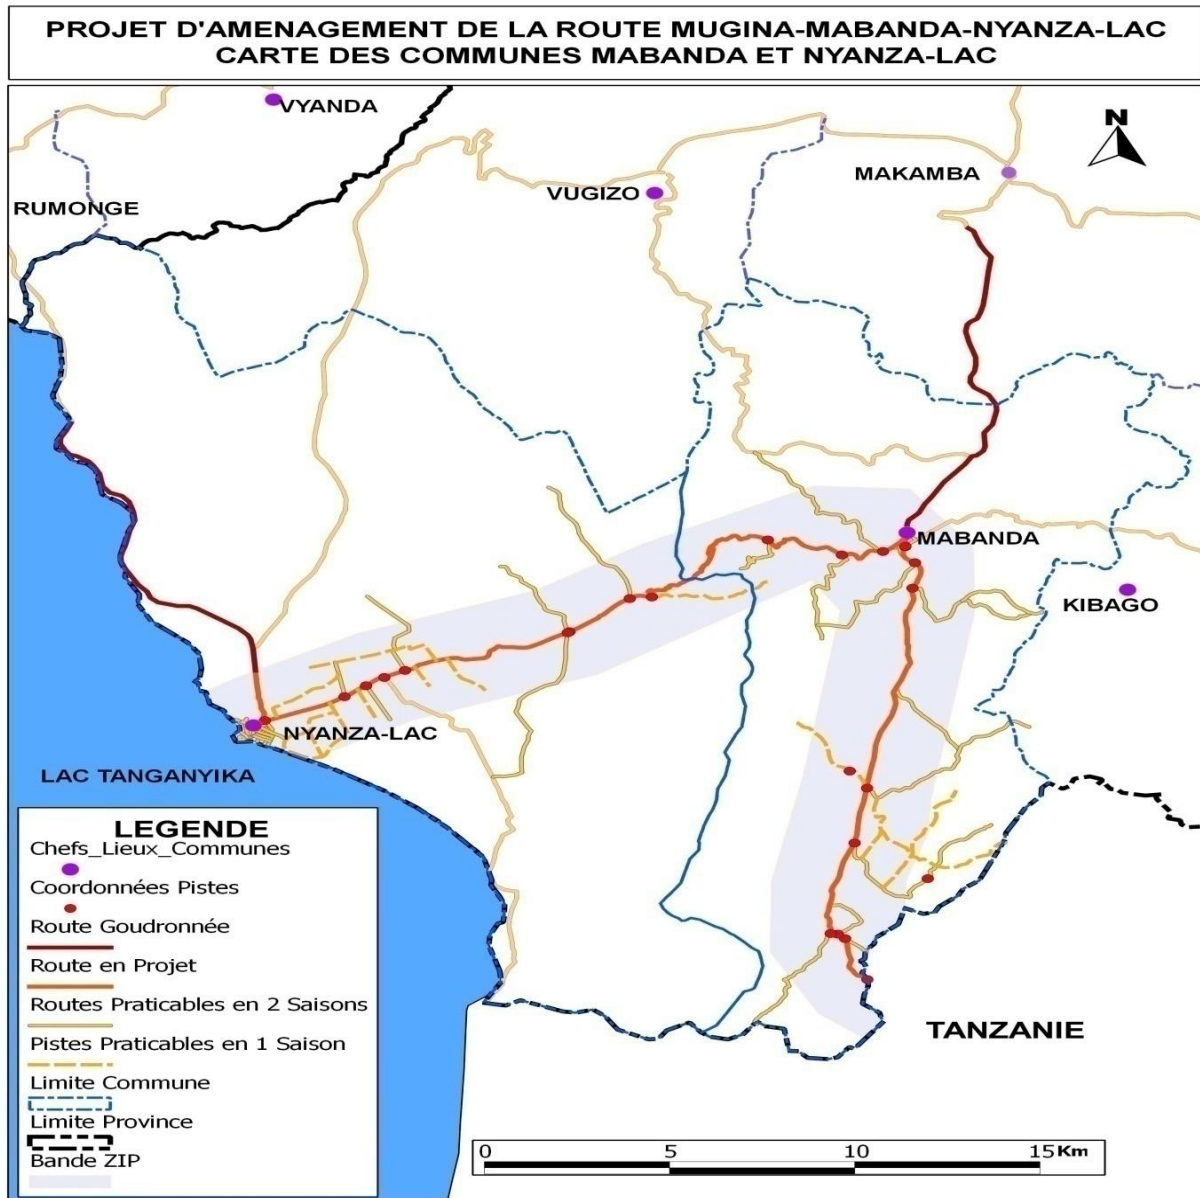 PROJET D'AMENAGEMENT DE LA ROUTE MUGINA-MABANDA-NYANZA-LAC
CARTE DES COMMUNES MABANDA ET NYANZA-LAC
VYANDA
N
MAKAMBA
VUGIZO
RUMONGE
MABANDA
KIBAGO
NYANZA-LAC
LAC TANGANYIKA
TANZANIE
LEGENDE
Chefs_Lieux_Communes
Coordonnées Pistes
Route Goudronnée
Route en Projet
Routes Praticables en 2 Saisons
Pistes Praticables en 1 Saison
Limite Commune
Limite Province
Bande ZIP
0 5 10 15 Km